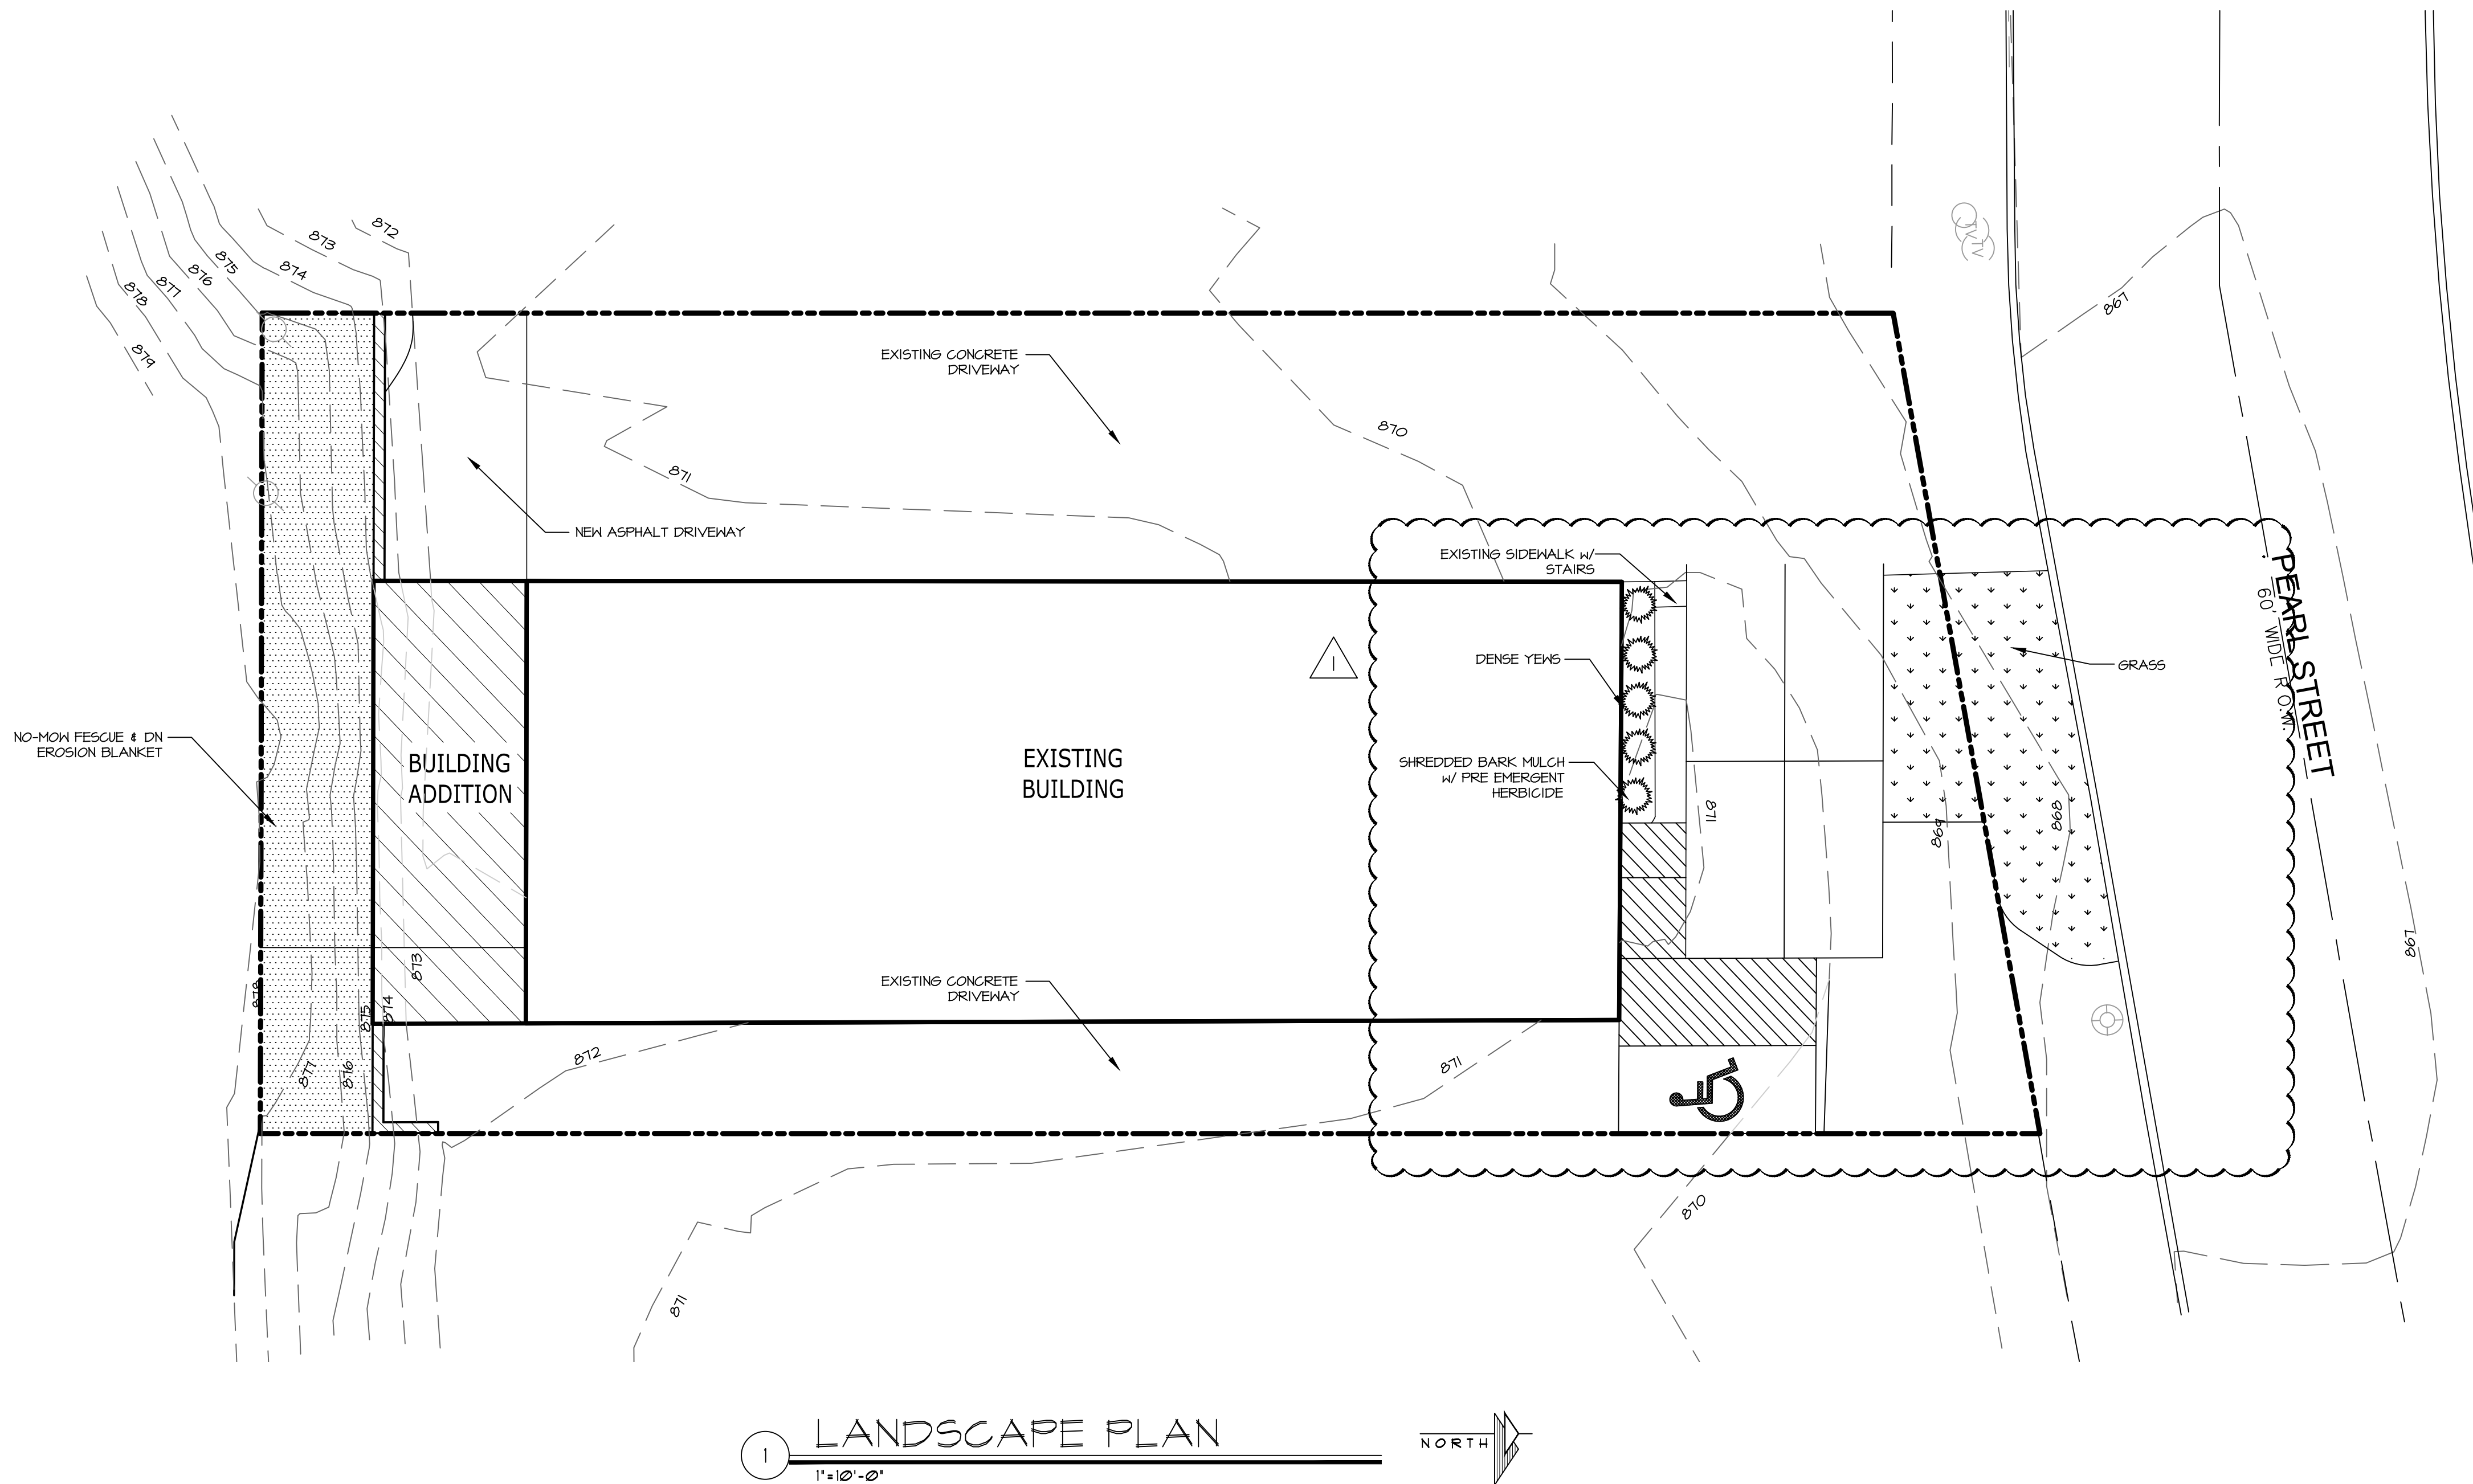 872
873
874
875
876
877
878
879
TV
TV
867
EXISTING CONCRETE
DRIVEWAY
870
871
NEW ASPHALT DRIVEWAY
EXISTING SIDEWALK w/
STAIRS
PEARL STREET
60' WIDE R.O.W.
DENSE YEWS
GRASS
1
NO-MOW FESCUE & DN
EROSION BLANKET
BUILDING
ADDITION
EXISTING
BUILDING
SHREDDED BARK MULCH
w/ PRE EMERGENT
HERBICIDE
871
869
868
867
873
878
874
875
876
877
EXISTING CONCRETE
DRIVEWAY
872
871
870
871
1
LANDSCAPE PLAN
1"=10'-0"
NORTH